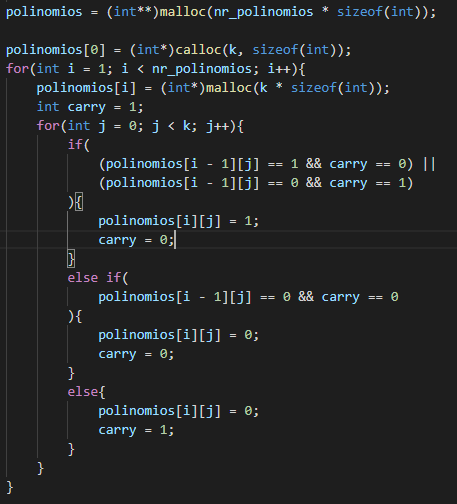 polinomios = (int**)malloc(nr_polinomios * sizeof(int));

polinomios[0] = (int*)calloc(k, sizeof(int));
for(int i = 1; i < nr_polinomios; i++){
    polinomios[i] = (int*)malloc(k * sizeof(int));
    int carry = 1;
    for(int j = 0; j < k; j++){
        if(
            (polinomios[i - 1][j] == 1 && carry == 0) ||
            (polinomios[i - 1][j] == 0 && carry == 1)
        ){
            polinomios[i][j] = 1;
            carry = 0;
        }
        else if(
            polinomios[i - 1][j] == 0 && carry == 0
        ){
            polinomios[i][j] = 0;
            carry = 0;
        }
        else{
            polinomios[i][j] = 0;
            carry = 1;
        }
    }
}